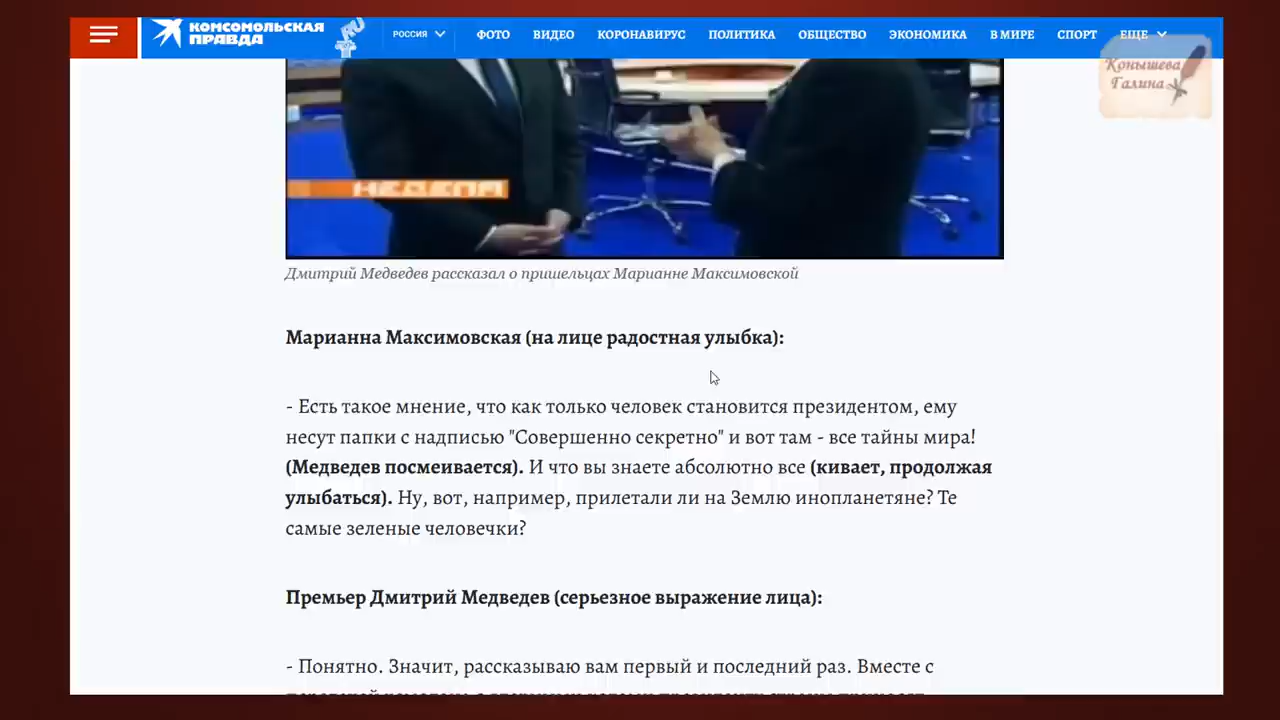 КОМСОМОЛЬСКАЯ
ПРАВДА
РОССИЯ
ФОТО ВИДЕО КОРОНАВИРУС ПОЛИТИКА ОБЩЕСТВО ЭКОНОМИКА В МИРЕ СПОРТ ЕЩЕ
Конышева
Галина
НЕДЕЛЯ
Дмитрий Медведев рассказал о пришельцах Марианне Максимовской
Марианна Максимовская (на лице радостная улыбка):
- Есть такое мнение, что как только человек становится президентом, ему
несут папки с надписью "Совершенно секретно" и вот там - все тайны мира!
(Медведев посмеивается). И что вы знаете абсолютно все (кивает, продолжая
улыбаться). Ну, вот, например, прилетали ли на Землю инопланетяне? Те
самые зеленые человечки?
Премьер Дмитрий Медведев (серьезное выражение лица):
- Понятно. Значит, рассказываю вам первый и последний раз. Вместе с